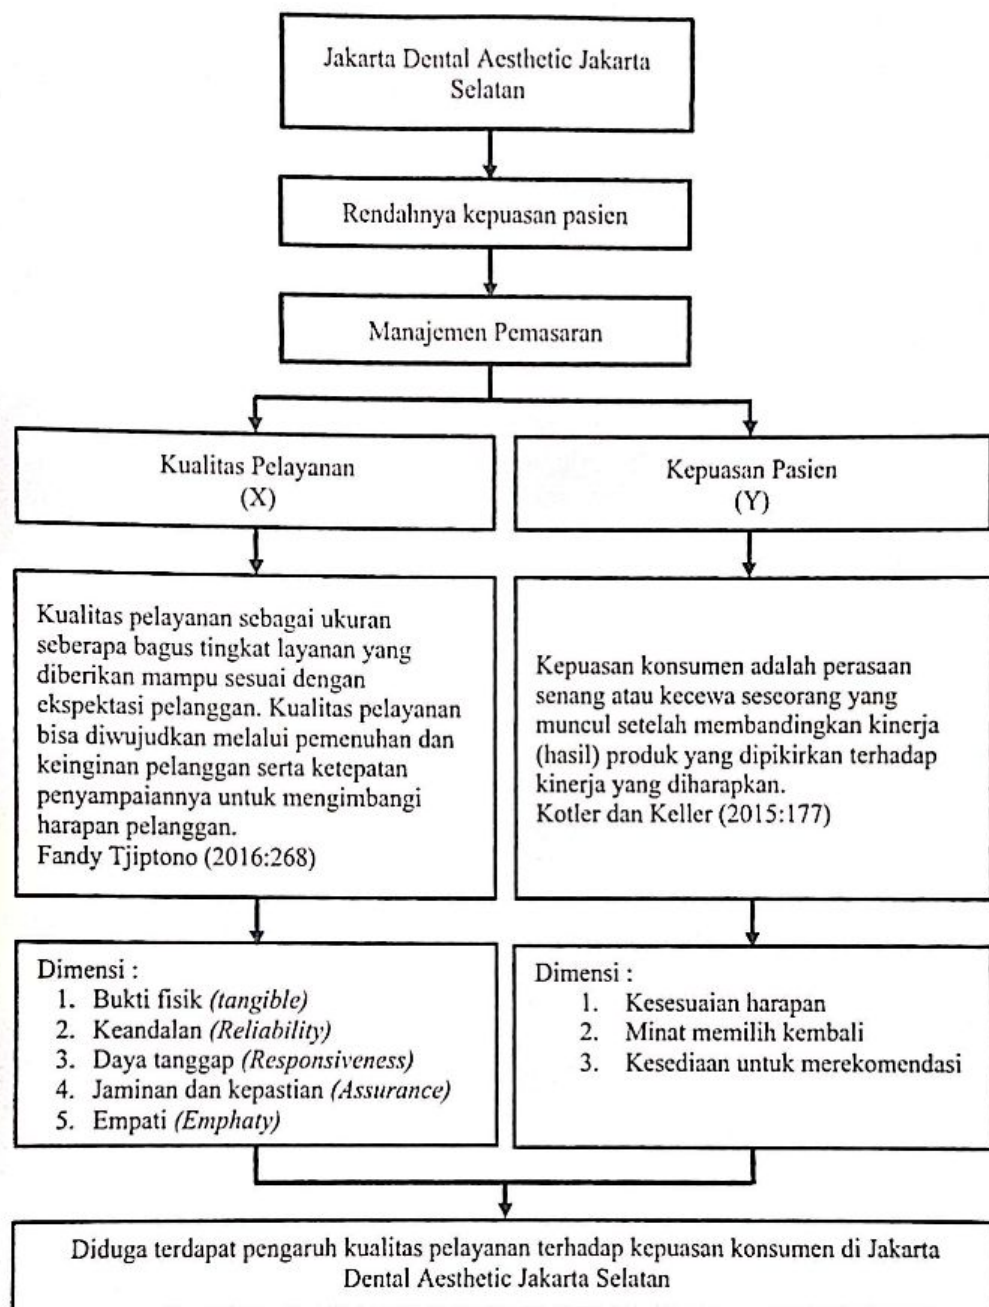 Jakarta Dental Aesthetic Jakarta
Selatan
Rendahnya kepuasan pasien
Manajemen Pemasaran
Kualitas Pelayanan
(X)
Kepuasan Pasien
(Y)
Kualitas pelayanan sebagai ukuran
seberapa bagus tingkat layanan yang
diberikan mampu sesuai dengan
ekspektasi pelanggan. Kualitas pelayanan
bisa diwujudkan melalui pemenuhan dan
keinginan pelanggan serta ketepatan
penyampaiannya untuk mengimbangi
harapan pelanggan.
Fandy Tjiptono (2016:268)
Kepuasan konsumen adalah perasaan
senang atau kecewa seseorang yang
muncul setelah membandingkan kinerja
(hasil) produk yang dipikirkan terhadap
kinerja yang diharapkan.
Kotler dan Keller (2015:177)
Dimensi :
1. Bukti fisik (tangible)
2. Keandalan (Reliability)
3. Daya tanggap (Responsiveness)
4. Jaminan dan kepastian (Assurance)
5. Empati (Emphaty)
Dimensi :
1. Kesesuaian harapan
2. Minat memilih kembali
3. Kesediaan untuk merekomendasi
Diduga terdapat pengaruh kualitas pelayanan terhadap kepuasan konsumen di Jakarta
Dental Aesthetic Jakarta Selatan